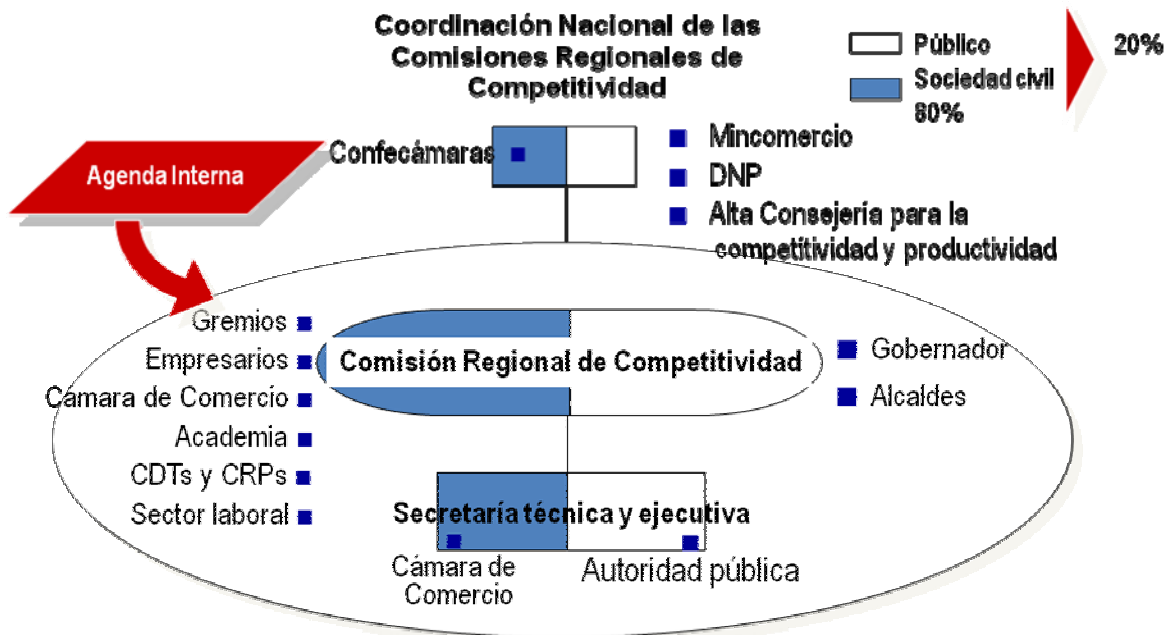 Coordinación Nacional de las
Comisiones Regionales de
Competitividad
Público
20%
Sociedad civil
80%
Agenda Interna
Confecámaras
Mincomercio
DNP
Alta Consejería para la
competitividad y productividad
Gremios
Empresarios
Cámara de Comercio
Academia
CDTs y CRPs
Sector laboral
Comisión Regional de Competitividad
Gobernador
Alcaldes
Secretaría técnica y ejecutiva
Cámara de
Comercio
Autoridad pública